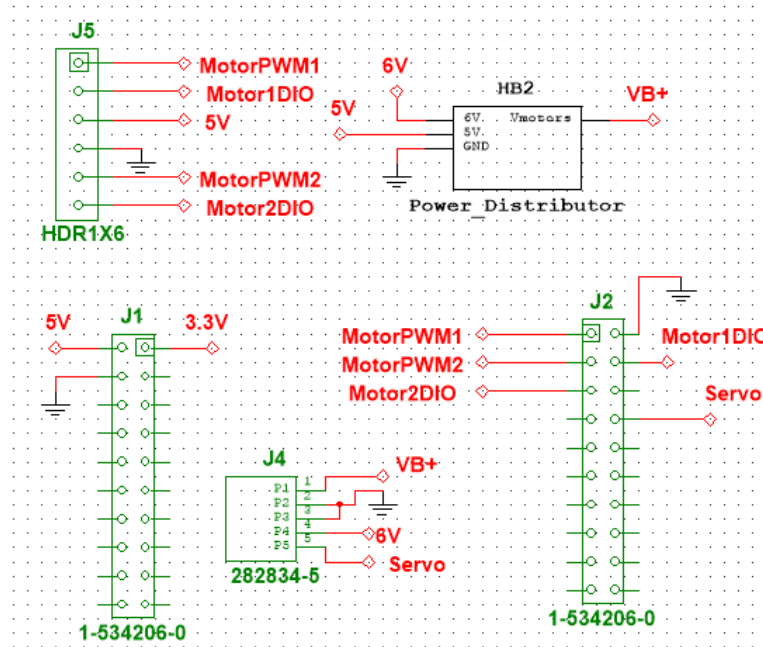 J5
MotorPWM1
Motor1DIO
5V
MotorPWM2
Motor2DIO
HDR1X6
6V
5V
HB2
VB+
6V Vmotors
5V
GND
Power_Distributor
J1
5V
3.3V
1-534206-0
J4
VB+
P1 1
P2 2
P3 3
P4 4
P5 5
6V
Servo
282834-5
J2
MotorPWM1
MotorPWM2
Motor2DIO
Motor1DIO
Servo
1-534206-0